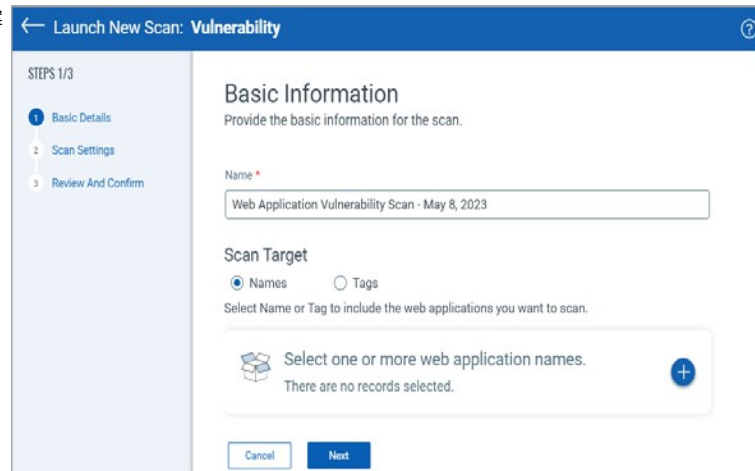 ← Launch New Scan: Vulnerability
STEPS 1/3
1 Basic Details
2 Scan Settings
3 Review And Confirm
Basic Information
Provide the basic information for the scan.
Name *
Web Application Vulnerability Scan - May 8, 2023
Scan Target
Names Tags
Select Name or Tag to include the web applications you want to scan.
Select one or more web application names.
There are no records selected.
Cancel Next